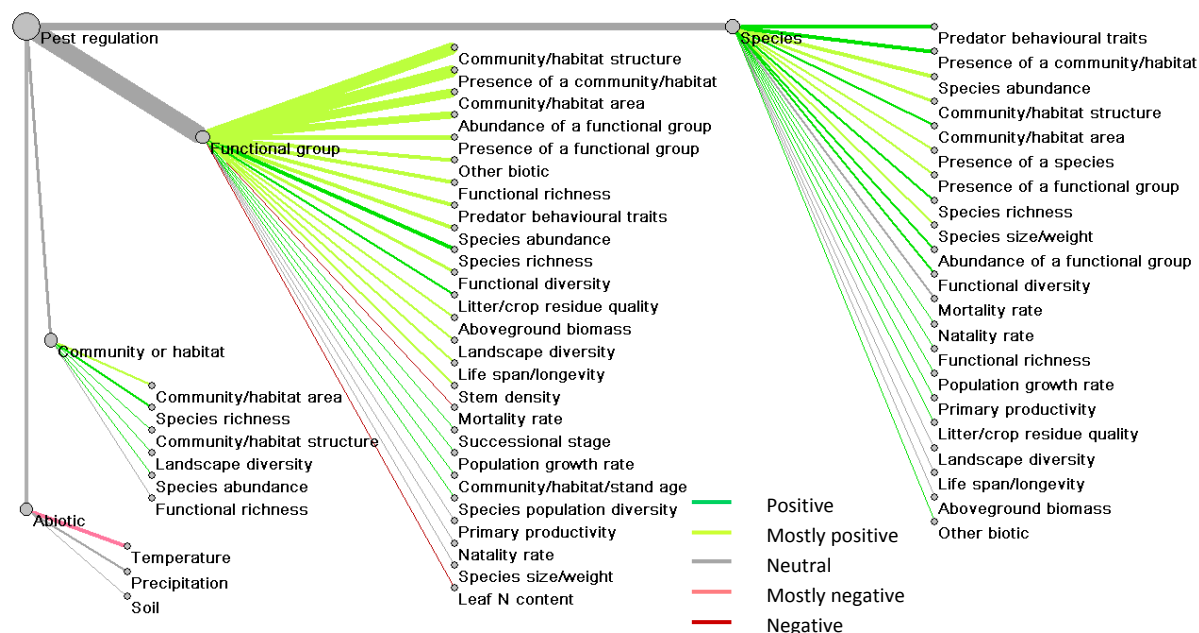 Pest regulation
Functional group
Community/habitat structure
Presence of a community/habitat
Community/habitat area
Abundance of a functional group
Presence of a functional group
Other biotic
Functional richness
Predator behavioural traits
Species abundance
Species richness
Functional diversity
Litter/crop residue quality
Aboveground biomass
Landscape diversity
Life span/longevity
Stem density
Mortality rate
Successional stage
Population growth rate
Community/habitat/stand age
Species population diversity
Primary productivity
Natality rate
Species size/weight
Leaf N content
Species
Predator behavioural traits
Presence of a community/habitat
Species abundance
Community/habitat structure
Community/habitat area
Presence of a species
Presence of a functional group
Species richness
Species size/weight
Abundance of a functional group
Functional diversity
Mortality rate
Natality rate
Functional richness
Population growth rate
Primary productivity
Litter/crop residue quality
Landscape diversity
Life span/longevity
Aboveground biomass
Other biotic
Community or habitat
Community/habitat area
Species richness
Community/habitat structure
Landscape diversity
Species abundance
Functional richness
Abiotic
Temperature
Precipitation
Soil
Positive
Mostly positive
Neutral
Mostly negative
Negative